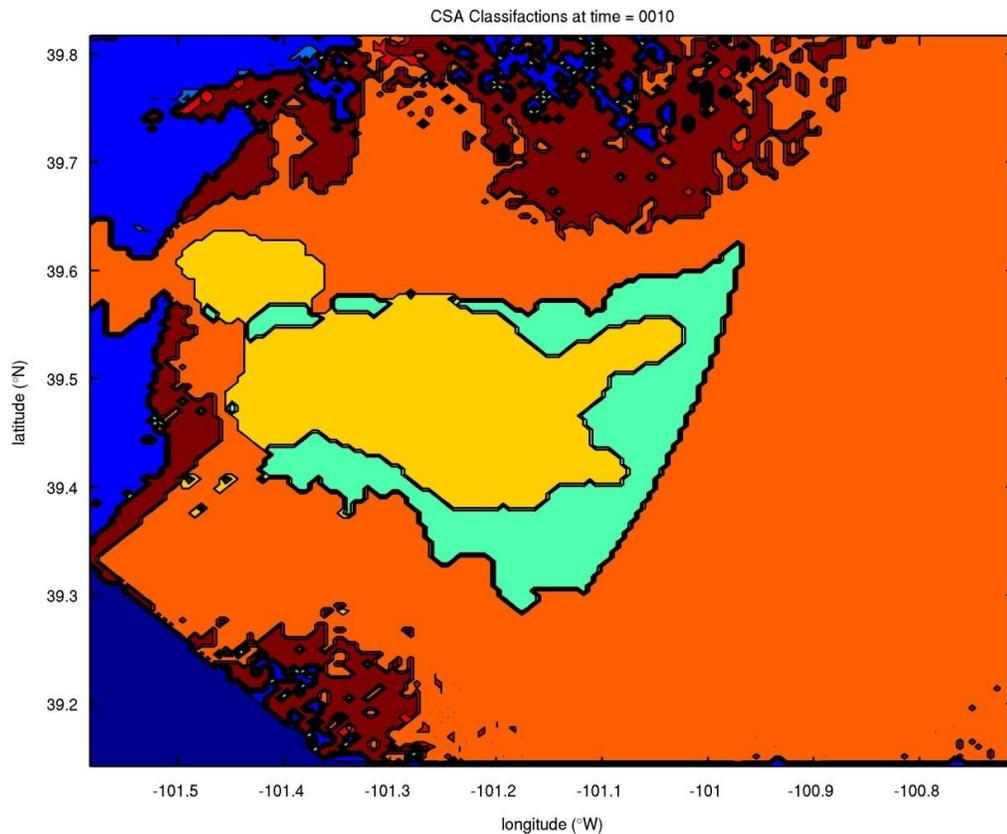 CSA Classifactions at time = 0010
39.8
39.7
39.6
39.5
39.4
39.3
39.2
latitude (°N)
-101.5 -101.4 -101.3 -101.2 -101.1 -101 -100.9 -100.8
longitude (°W)